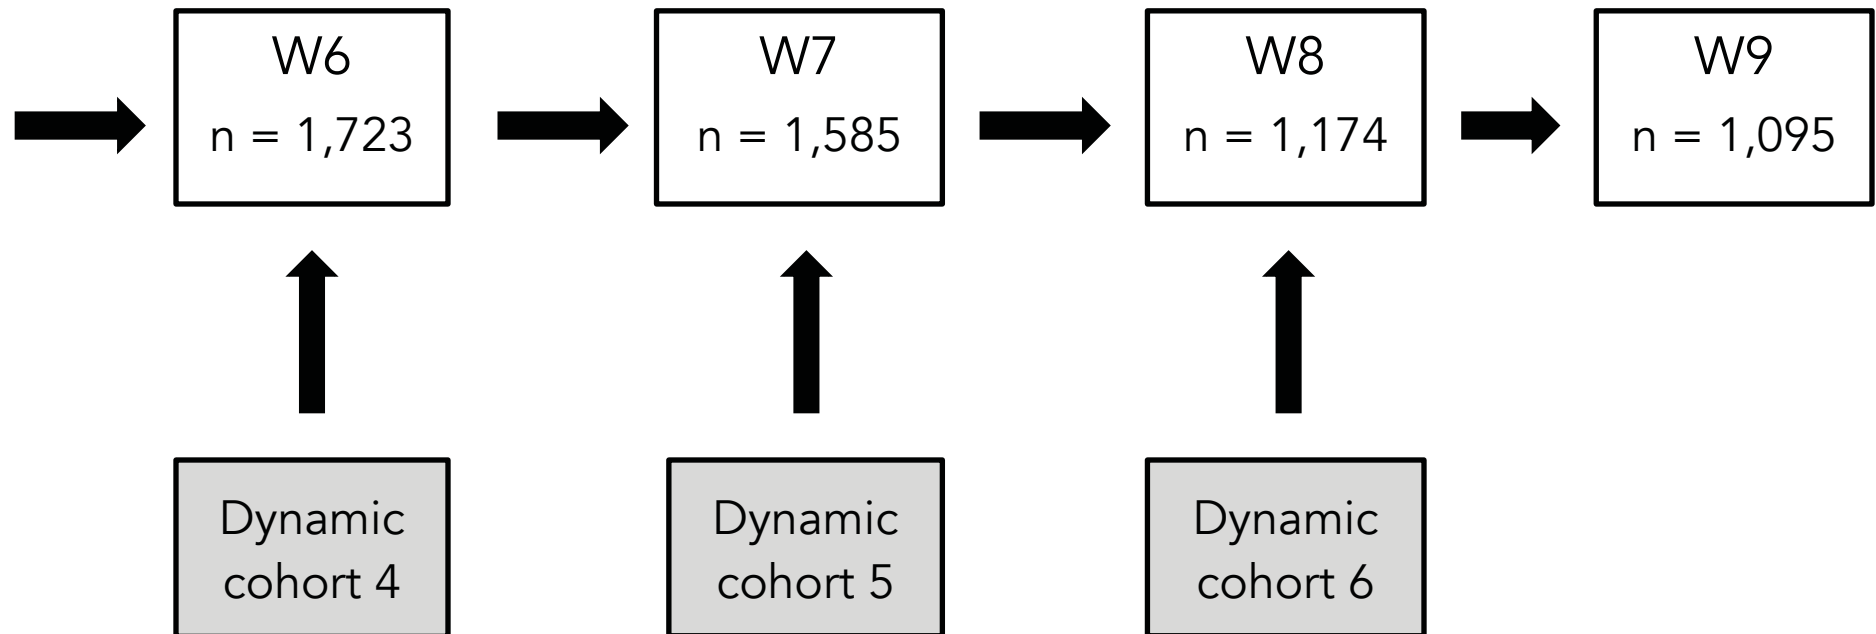 W6
n = 1,723
W7
n = 1,585
W8
n = 1,174
W9
n = 1,095
Dynamic
cohort 4
Dynamic
cohort 5
Dynamic
cohort 6